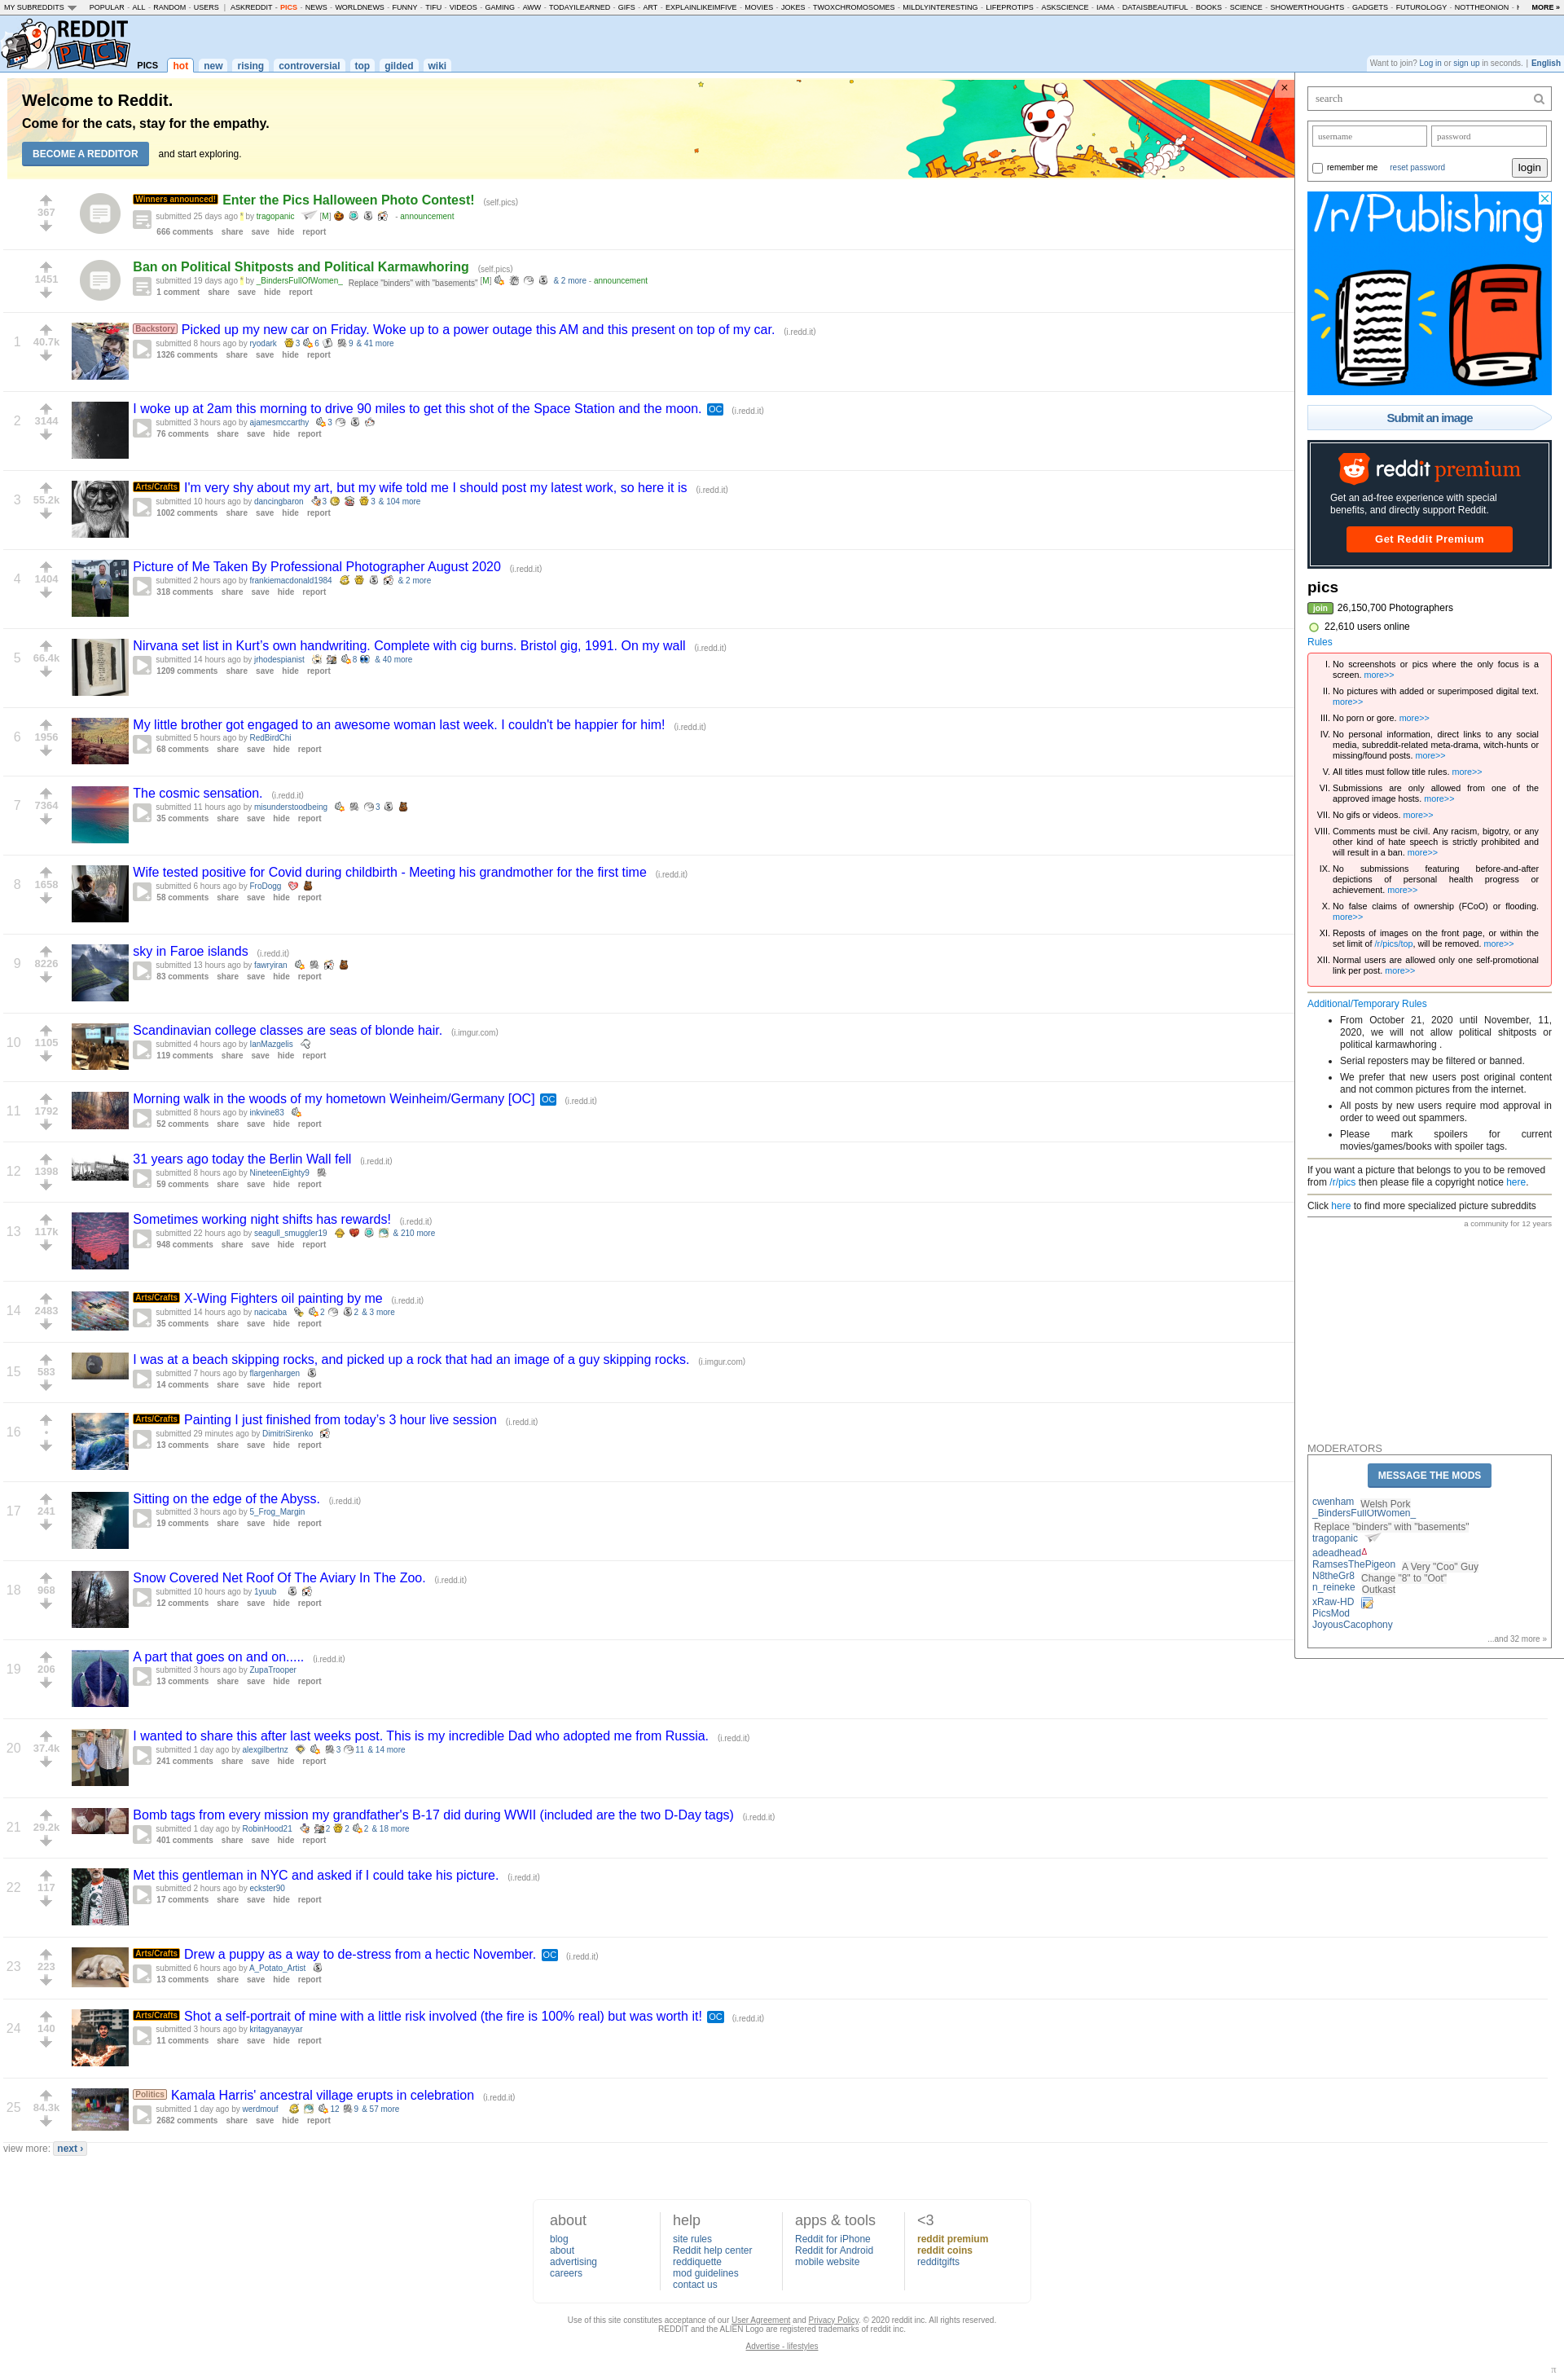 MY SUBREDDITS POPULAR - ALL - RANDOM - USERS | ASKREDDIT - PICS - NEWS - WORLDNEWS - FUNNY - TIFU - VIDEOS - GAMING - AWW - TODAYILEARNED - GIFS - ART - EXPLAINLIKEIMFIVE - MOVIES - JOKES - TWOXCHROMOSOMES - MILDLYINTERESTING - LIFEPROTIPS - ASKSCIENCE - IAMA - DATAISBEAUTIFUL - BOOKS - SCIENCE - SHOWERTHOUGHTS - GADGETS - FUTUROLOGY - NOTTHEONION - MORE »
REDDIT PICS
PICS hot new rising controversial top gilded wiki
Want to join? Log in or sign up in seconds. | English
Welcome to Reddit.
Come for the cats, stay for the empathy.
BECOME A REDDITOR and start exploring.
367
Winners announced! Enter the Pics Halloween Photo Contest! (self.pics)
submitted 25 days ago * by tragopanic [M] - announcement
666 comments share save hide report
1451
Ban on Political Shitposts and Political Karmawhoring (self.pics)
submitted 19 days ago * by _BindersFullOfWomen_ Replace "binders" with "basements" [M] & 2 more - announcement
1 comment share save hide report
1 40.7k
Backstory Picked up my new car on Friday. Woke up to a power outage this AM and this present on top of my car. (i.redd.it)
submitted 8 hours ago by ryodark 3 6 9 & 41 more
1326 comments share save hide report
2 3144
I woke up at 2am this morning to drive 90 miles to get this shot of the Space Station and the moon. OC (i.redd.it)
submitted 3 hours ago by ajamesmccarthy 3
76 comments share save hide report
3 55.2k
Arts/Crafts I'm very shy about my art, but my wife told me I should post my latest work, so here it is (i.redd.it)
submitted 10 hours ago by dancingbaron 3 3 & 104 more
1002 comments share save hide report
4 1404
Picture of Me Taken By Professional Photographer August 2020 (i.redd.it)
submitted 2 hours ago by frankiemacdonald1984 & 2 more
318 comments share save hide report
5 66.4k
Nirvana set list in Kurt’s own handwriting. Complete with cig burns. Bristol gig, 1991. On my wall (i.redd.it)
submitted 14 hours ago by jrhodespianist 8 & 40 more
1209 comments share save hide report
6 1956
My little brother got engaged to an awesome woman last week. I couldn't be happier for him! (i.redd.it)
submitted 5 hours ago by RedBirdChi
68 comments share save hide report
7 7364
The cosmic sensation. (i.redd.it)
submitted 11 hours ago by misunderstoodbeing 3
35 comments share save hide report
8 1658
Wife tested positive for Covid during childbirth - Meeting his grandmother for the first time (i.redd.it)
submitted 6 hours ago by FroDogg
58 comments share save hide report
9 8226
sky in Faroe islands (i.redd.it)
submitted 13 hours ago by fawryiran
83 comments share save hide report
10 1105
Scandinavian college classes are seas of blonde hair. (i.imgur.com)
submitted 4 hours ago by IanMazgelis
119 comments share save hide report
11 1792
Morning walk in the woods of my hometown Weinheim/Germany [OC] OC (i.redd.it)
submitted 8 hours ago by inkvine83
52 comments share save hide report
12 1398
31 years ago today the Berlin Wall fell (i.redd.it)
submitted 8 hours ago by NineteenEighty9
59 comments share save hide report
13 117k
Sometimes working night shifts has rewards! (i.redd.it)
submitted 22 hours ago by seagull_smuggler19 & 210 more
948 comments share save hide report
14 2483
Arts/Crafts X-Wing Fighters oil painting by me (i.redd.it)
submitted 14 hours ago by nacicaba 2 2 & 3 more
35 comments share save hide report
15 583
I was at a beach skipping rocks, and picked up a rock that had an image of a guy skipping rocks. (i.imgur.com)
submitted 7 hours ago by flargenhargen
14 comments share save hide report
16 •
Arts/Crafts Painting I just finished from today’s 3 hour live session (i.redd.it)
submitted 29 minutes ago by DimitriSirenko
13 comments share save hide report
17 241
Sitting on the edge of the Abyss. (i.redd.it)
submitted 3 hours ago by 5_Frog_Margin
19 comments share save hide report
18 968
Snow Covered Net Roof Of The Aviary In The Zoo. (i.redd.it)
submitted 10 hours ago by 1yuub
12 comments share save hide report
19 206
A part that goes on and on..... (i.redd.it)
submitted 3 hours ago by ZupaTrooper
13 comments share save hide report
20 37.4k
I wanted to share this after last weeks post. This is my incredible Dad who adopted me from Russia. (i.redd.it)
submitted 1 day ago by alexgilbertnz 3 11 & 14 more
241 comments share save hide report
21 29.2k
Bomb tags from every mission my grandfather's B-17 did during WWII (included are the two D-Day tags) (i.redd.it)
submitted 1 day ago by RobinHood21 2 2 2 & 18 more
401 comments share save hide report
22 117
Met this gentleman in NYC and asked if I could take his picture. (i.redd.it)
submitted 2 hours ago by eckster90
17 comments share save hide report
23 223
Arts/Crafts Drew a puppy as a way to de-stress from a hectic November. OC (i.redd.it)
submitted 6 hours ago by A_Potato_Artist
13 comments share save hide report
24 140
Arts/Crafts Shot a self-portrait of mine with a little risk involved (the fire is 100% real) but was worth it! OC (i.redd.it)
submitted 3 hours ago by kritagyanayyar
11 comments share save hide report
25 84.3k
Politics Kamala Harris' ancestral village erupts in celebration (i.redd.it)
submitted 1 day ago by werdmouf 12 9 & 57 more
2682 comments share save hide report
view more: next ›
search
username password
remember me reset password login
/r/Publishing
Submit an image
reddit premium
Get an ad-free experience with special
benefits, and directly support Reddit.
Get Reddit Premium
pics
join 26,150,700 Photographers
22,610 users online
Rules
I. No screenshots or pics where the only focus is a
screen. more>>
II. No pictures with added or superimposed digital text.
more>>
III. No porn or gore. more>>
IV. No personal information, direct links to any social
media, subreddit-related meta-drama, witch-hunts or
missing/found posts. more>>
V. All titles must follow title rules. more>>
VI. Submissions are only allowed from one of the
approved image hosts. more>>
VII. No gifs or videos. more>>
VIII. Comments must be civil. Any racism, bigotry, or any
other kind of hate speech is strictly prohibited and
will result in a ban. more>>
IX. No submissions featuring before-and-after
depictions of personal health progress or
achievement. more>>
X. No false claims of ownership (FCoO) or flooding.
more>>
XI. Reposts of images on the front page, or within the
set limit of /r/pics/top, will be removed. more>>
XII. Normal users are allowed only one self-promotional
link per post. more>>
Additional/Temporary Rules
• From October 21, 2020 until November, 11,
2020, we will not allow political shitposts or
political karmawhoring .
• Serial reposters may be filtered or banned.
• We prefer that new users post original content
and not common pictures from the internet.
• All posts by new users require mod approval in
order to weed out spammers.
• Please mark spoilers for current
movies/games/books with spoiler tags.
If you want a picture that belongs to you to be removed
from /r/pics then please file a copyright notice here.
Click here to find more specialized picture subreddits
a community for 12 years
MODERATORS
MESSAGE THE MODS
cwenham Welsh Pork
_BindersFullOfWomen_
Replace "binders" with "basements"
tragopanic
adeadhead Δ
RamsesThePigeon A Very "Coo" Guy
N8theGr8 Change "8" to "Oot"
n_reineke Outkast
xRaw-HD
PicsMod
JoyousCacophony
...and 32 more »
about
blog
about
advertising
careers
help
site rules
Reddit help center
reddiquette
mod guidelines
contact us
apps & tools
Reddit for iPhone
Reddit for Android
mobile website
<3
reddit premium
reddit coins
redditgifts
Use of this site constitutes acceptance of our User Agreement and Privacy Policy. © 2020 reddit inc. All rights reserved.
REDDIT and the ALIEN Logo are registered trademarks of reddit inc.
Advertise - lifestyles
π